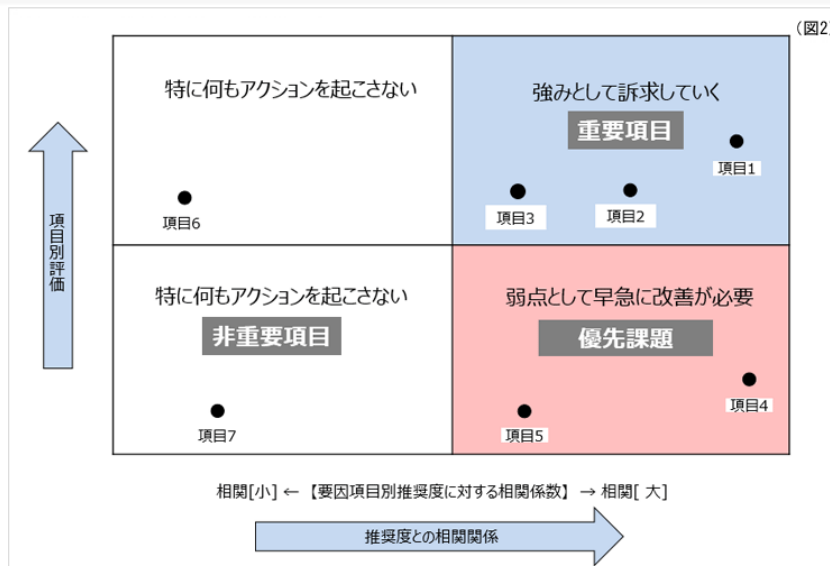 (図2)
特に何もアクションを起こさない
強みとして訴求していく
重要項目
項目1
項目2
項目3
項目6
項目別評価
特に何もアクションを起こさない
非重要項目
弱点として早急に改善が必要
優先課題
項目4
項目5
項目7
相関[小] ← 【要因項目別推奨度に対する相関係数】 → 相関[ 大]
推奨度との相関関係